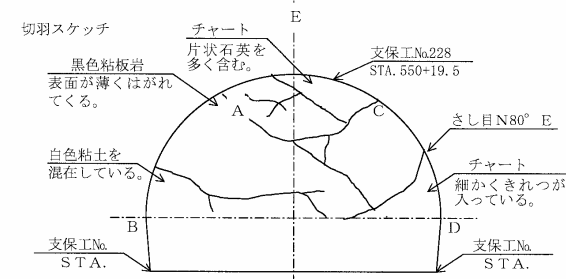 切羽スケッチ
E
チャート
片状石英を
多く含む。
支保工No.228
STA.550+19.5
黒色粘板岩
表面が薄くはがれ
てくる。
A
C
さし目N80°E
白色粘土を
混在している。
チャート
細かくきれつが
入っている。
B
D
支保工No.
STA.
支保工No.
STA.